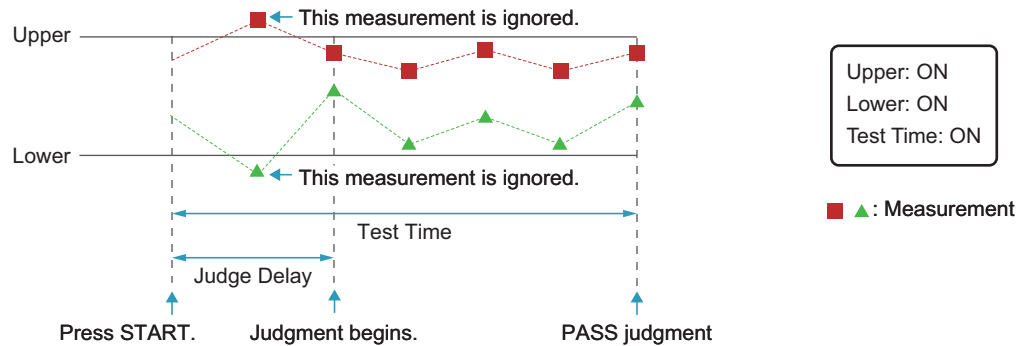 This measurement is ignored.
Upper
Lower
This measurement is ignored.
Test Time
Judge Delay
Press START.
Judgment begins.
PASS judgment
Upper: ON
Lower: ON
Test Time: ON
: Measurement